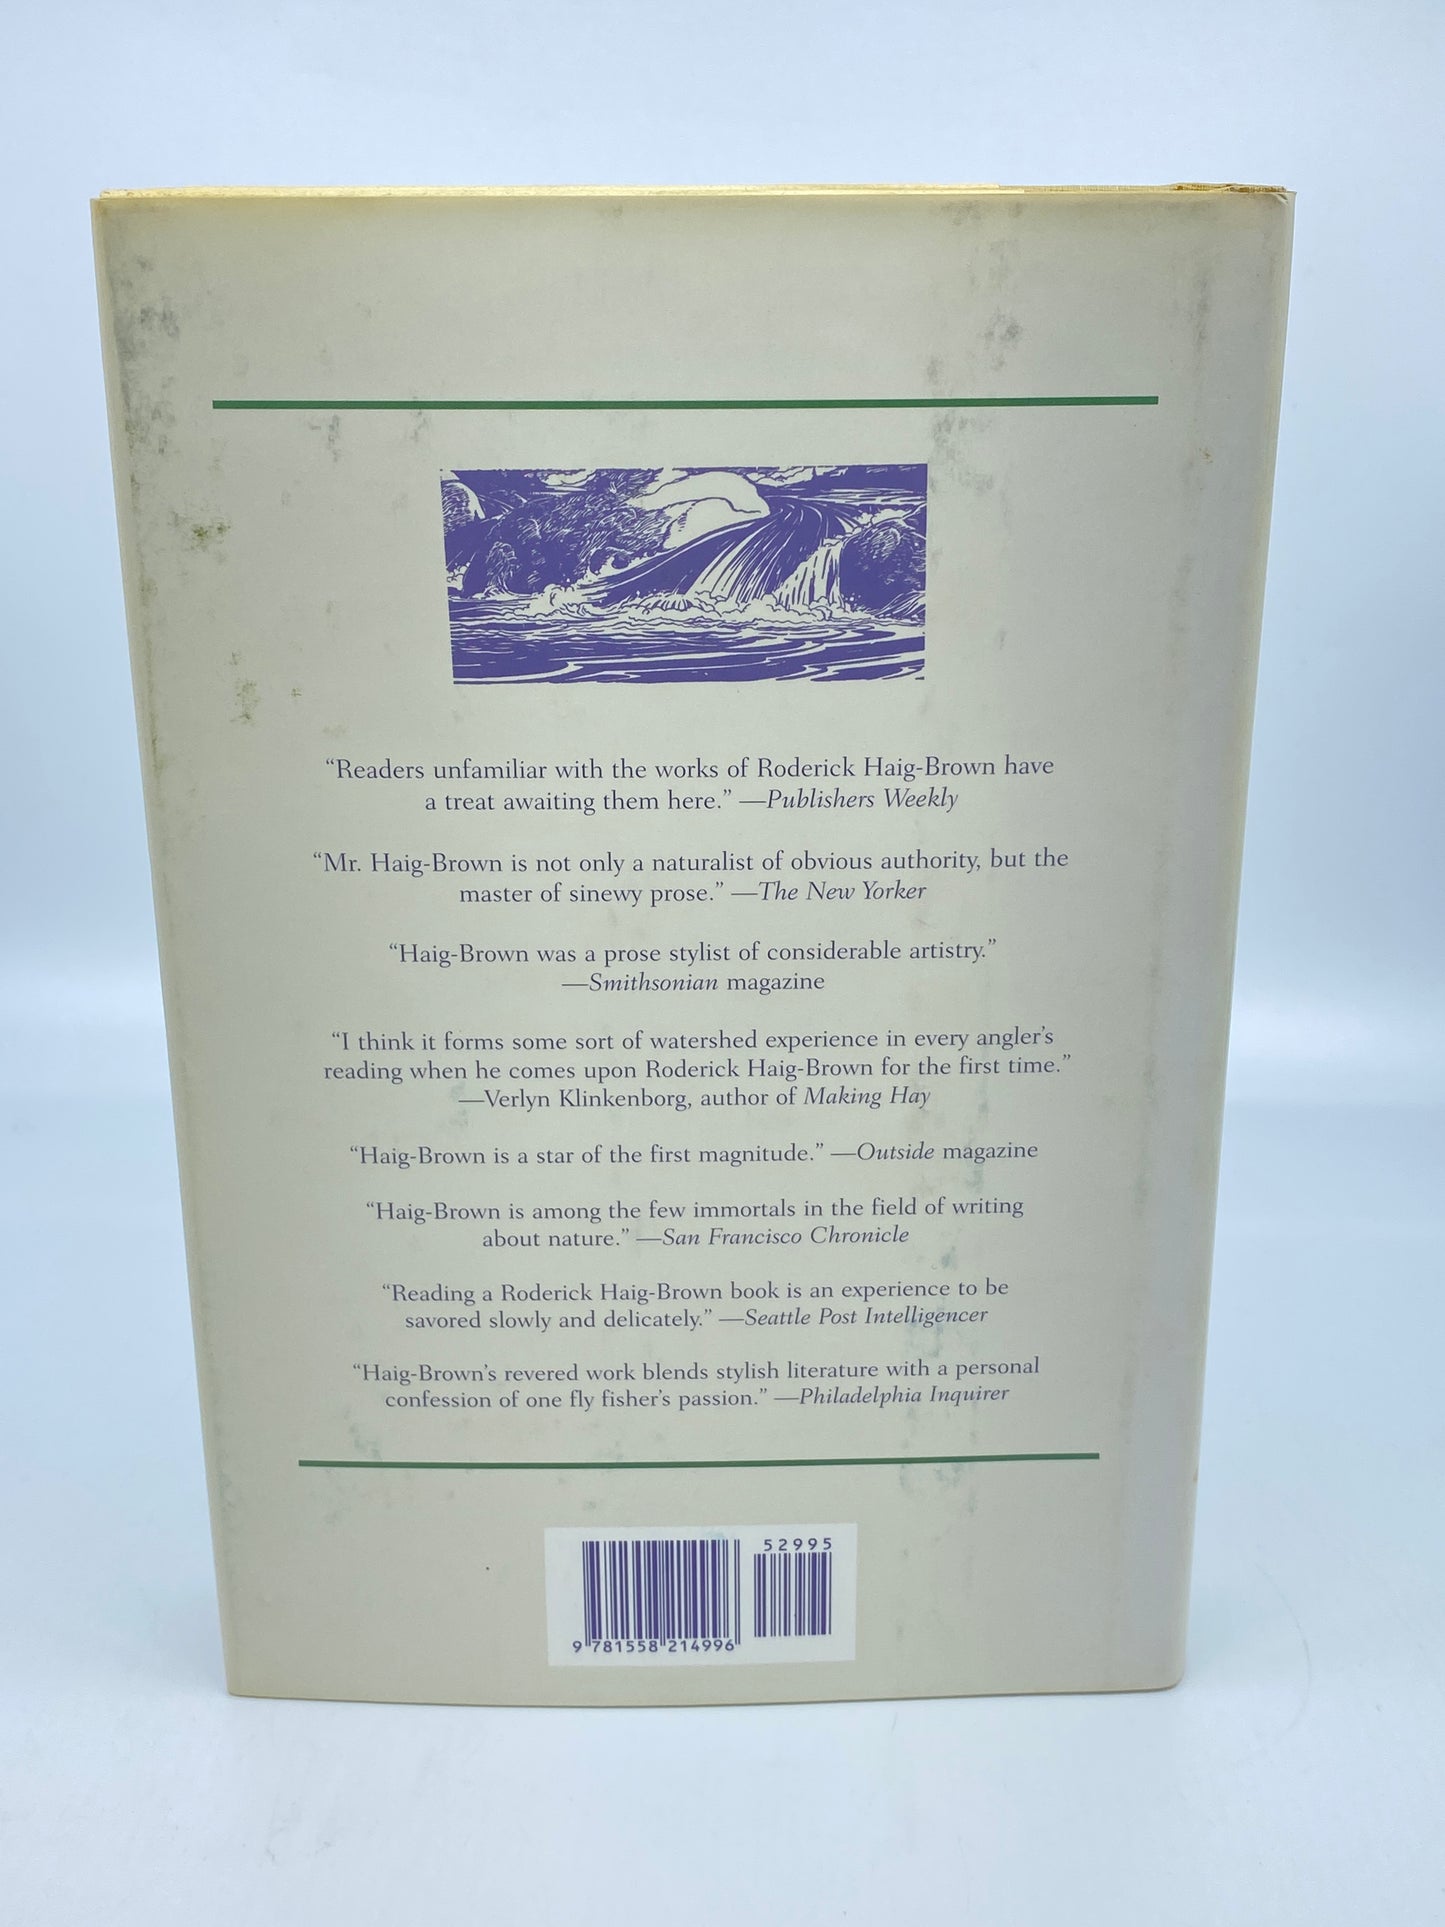 “Readers unfamiliar with the works of Roderick Haig-Brown have
a treat awaiting them here.” —Publishers Weekly
“Mr. Haig-Brown is not only a naturalist of obvious authority, but the
master of sinewy prose.” —The New Yorker
“Haig-Brown was a prose stylist of considerable artistry.”
—Smithsonian magazine
“I think it forms some sort of watershed experience in every angler’s
reading when he comes upon Roderick Haig-Brown for the first time.”
—Verlyn Klinkenborg, author of Making Hay
“Haig-Brown is a star of the first magnitude.” —Outside magazine
“Haig-Brown is among the few immortals in the field of writing
about nature.” —San Francisco Chronicle
“Reading a Roderick Haig-Brown book is an experience to be
savored slowly and delicately.” —Seattle Post Intelligencer
“Haig-Brown’s revered work blends stylish literature with a personal
confession of one fly fisher’s passion.” —Philadelphia Inquirer
52995
9 781558 214996